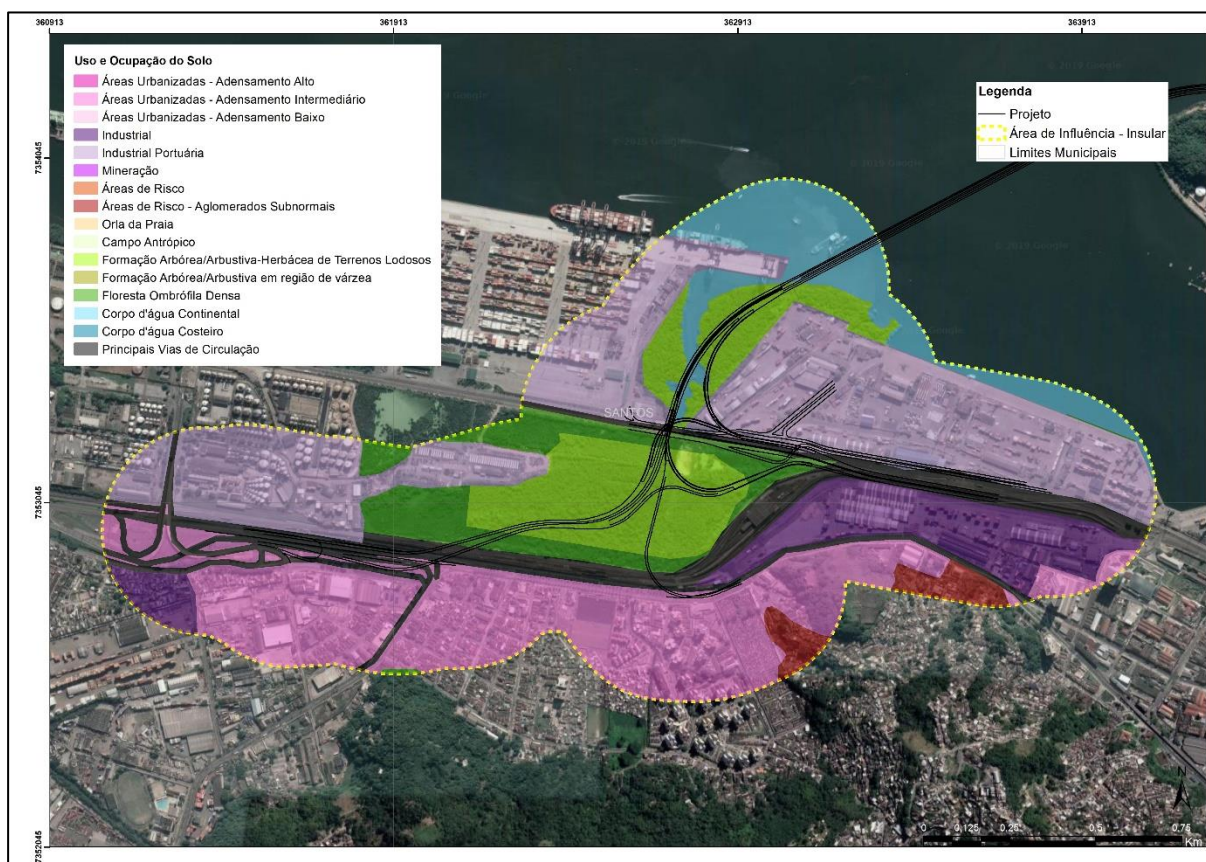 360913
361913
362913
363913
Uso e Ocupação do Solo
Áreas Urbanizadas - Adensamento Alto
Áreas Urbanizadas - Adensamento Intermediário
Áreas Urbanizadas - Adensamento Baixo
Industrial
Industrial Portuária
Mineração
Áreas de Risco
Áreas de Risco - Aglomerados Subnormais
Orla da Praia
Campo Antrópico
Formação Arbórea/Arbustiva-Herbácea de Terrenos Lodosos
Formação Arbórea/Arbustiva em região de várzea
Floresta Ombrófila Densa
Corpo d'água Continental
Corpo d'água Costeiro
Principais Vias de Circulação
Legenda
Projeto
Área de Influência - Insular
Limites Municipais
7354045
7353045
7352045
SANTOS
N
0 0,125 0,25 0,5 0,75
Km